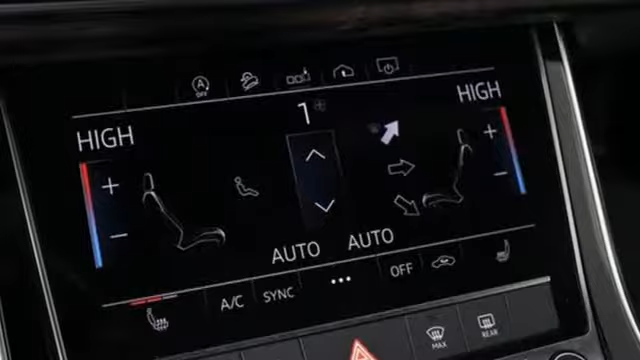 OFF
HIGH
1
HIGH
+
+
−
−
AUTO
AUTO
A/C
SYNC
...
OFF
MAX
REAR